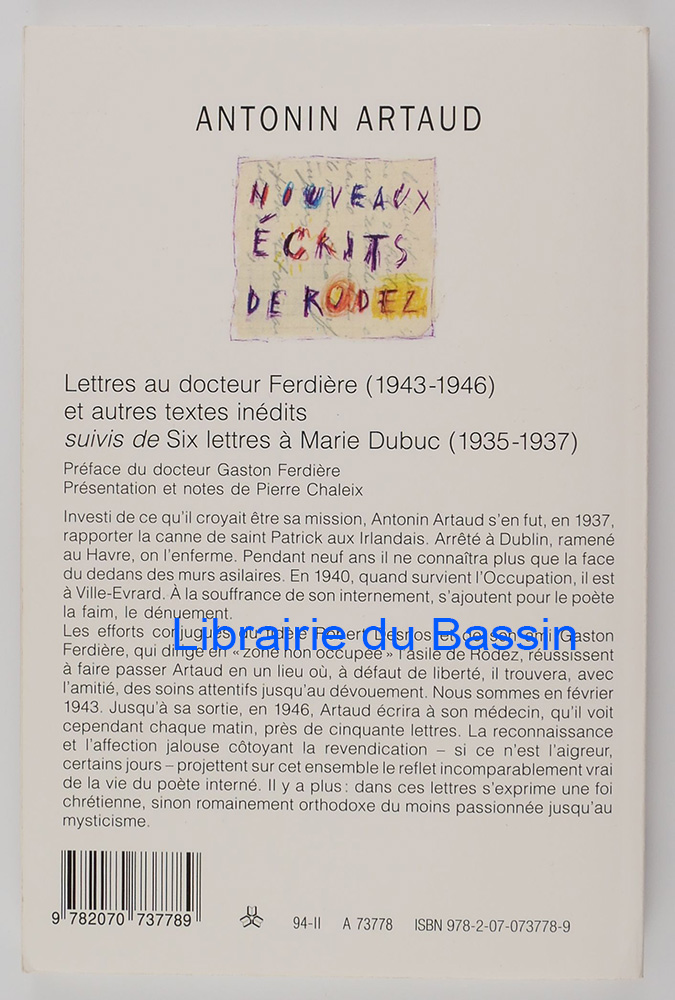 ANTONIN ARTAUD
NOUVEAUX
ÉCRITS
DE RODEZ
Lettres au docteur Ferdière (1943-1946)
et autres textes inédits
suivis de Six lettres à Marie Dubuc (1935-1937)
Préface du docteur Gaston Ferdière
Présentation et notes de Pierre Chaleix
Investi de ce qu'il croyait être sa mission, Antonin Artaud s'en fut, en 1937,
rapporter la canne de saint Patrick aux Irlandais. Arrêté à Dublin, ramené
au Havre, on l'enferme. Pendant neuf ans il ne connaîtra plus que la face
du dedans des murs asilaires. En 1940, quand survient l'Occupation, il est
à Ville-Evrard. À la souffrance de son internement, s'ajoutent pour le poète
la faim, le dénuement.
Les efforts conjugués du fidèle Robert Desnos et de son ami Gaston
Ferdière, qui dirige en « zone non occupée » l'asile de Rodez, réussissent
à faire passer Artaud en un lieu où, à défaut de liberté, il trouvera, avec
l'amitié, des soins attentifs jusqu'au dévouement. Nous sommes en février
1943. Jusqu'à sa sortie, en 1946, Artaud écrira à son médecin, qu'il voit
cependant chaque matin, près de cinquante lettres. La reconnaissance
et l'affection jalouse côtoyant la revendication – si ce n'est l'aigreur,
certains jours – projettent sur cet ensemble le reflet incomparablement vrai
de la vie du poète interné. Il y a plus : dans ces lettres s'exprime une foi
chrétienne, sinon romainement orthodoxe du moins passionnée jusqu'au
mysticisme.
Librairie du Bassin
9 782070 737789
94-II A 73778 ISBN 978-2-07-073778-9